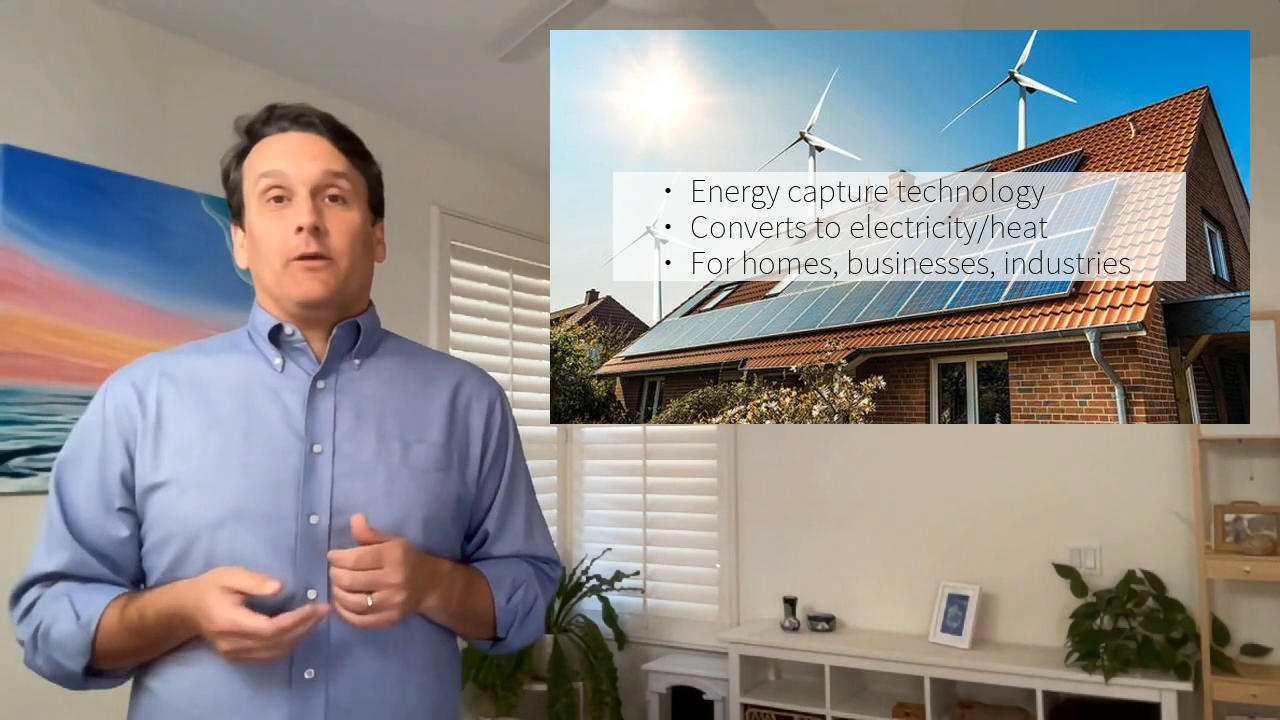 • Energy capture technology
• Converts to electricity/heat
• For homes, businesses, industries